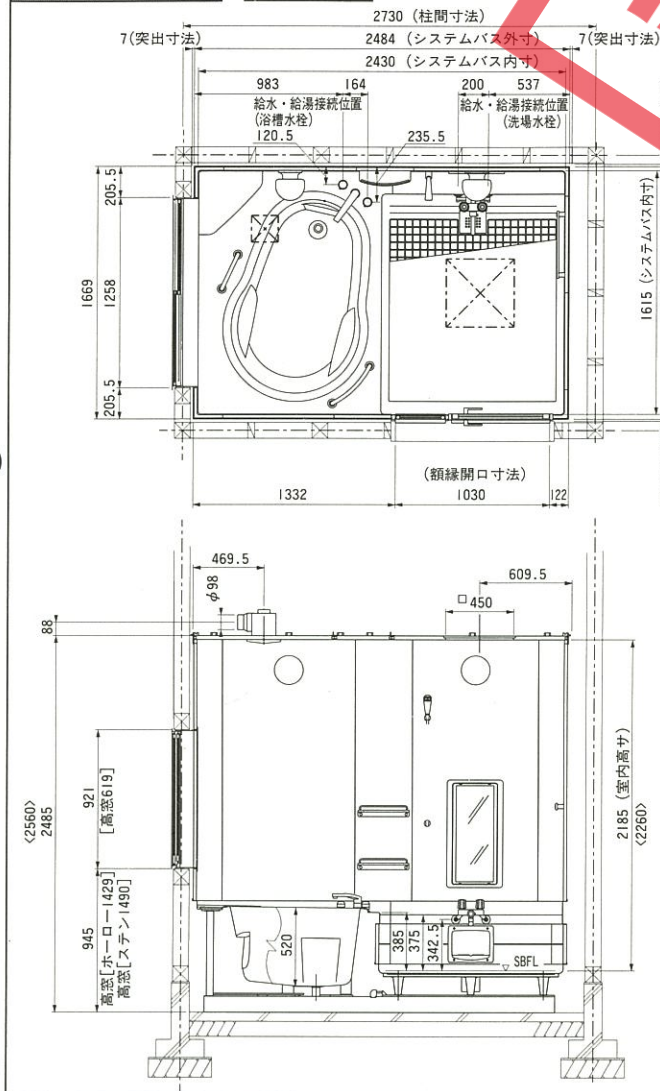 2730 (柱間寸法)
7(突出寸法)
2484 (システムバス外寸)
7(突出寸法)
2430 (システムバス内寸)
983
164
200
537
給水・給湯接続位置
(浴槽水栓)
給水・給湯接続位置
(洗場水栓)
120.5
235.5
205.5
1669
1258
205.5
1615 (システムバス内寸)
(額縁開口寸法)
1332
1030
122
469.5
φ98
88
609.5
□450
921
[高窓619]
<2560>
2485
2185 (室内高サ)
<2260>
945
高窓[ホーロー1429]
高窓[ステン1490]
520
385
375
342.5
SBFL